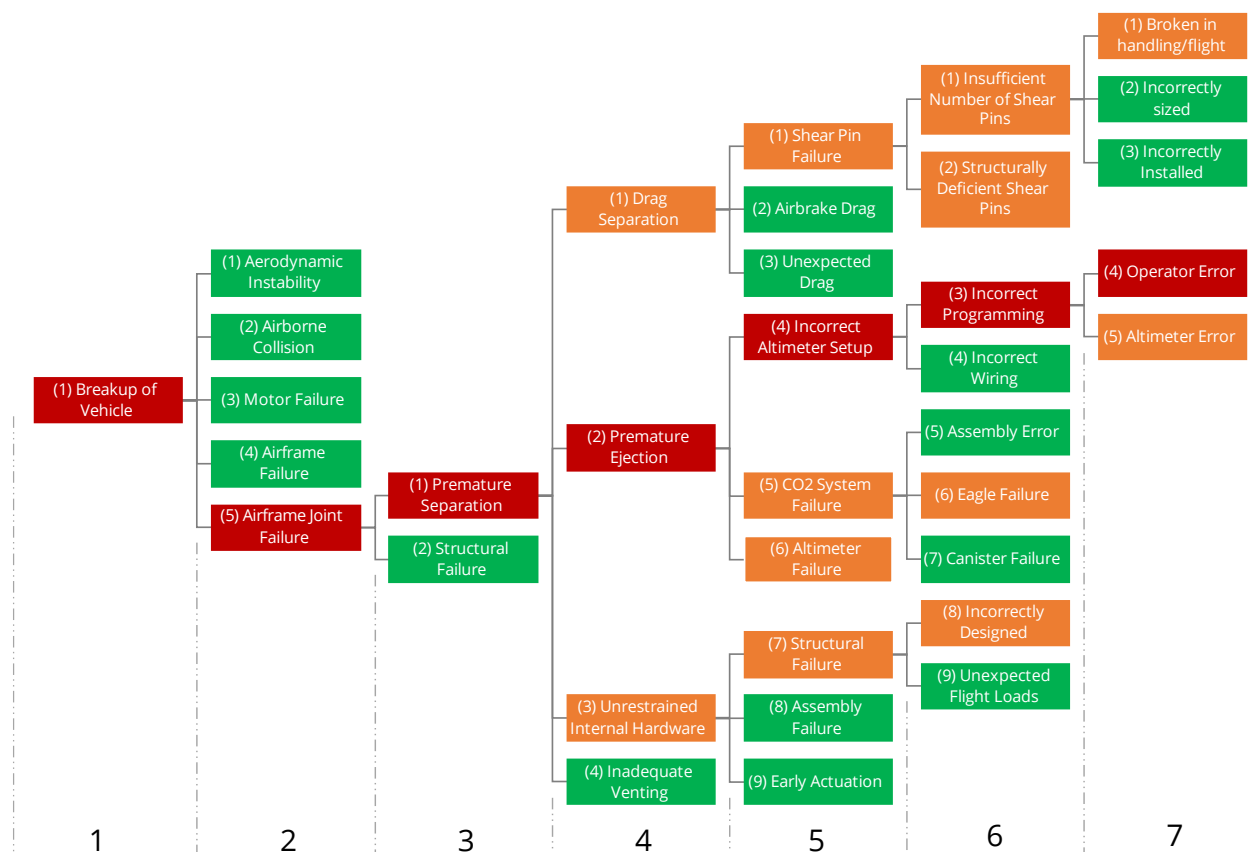 (1) Breakup of
Vehicle
(1) Aerodynamic
Instability
(2) Airborne
Collision
(3) Motor Failure
(4) Airframe
Failure
(5) Airframe Joint
Failure
(1) Premature
Separation
(2) Structural
Failure
(1) Drag
Separation
(2) Premature
Ejection
(3) Unrestrained
Internal Hardware
(4) Inadequate
Venting
(1) Shear Pin
Failure
(2) Airbrake Drag
(3) Unexpected
Drag
(4) Incorrect
Altimeter Setup
(5) CO2 System
Failure
(6) Altimeter
Failure
(7) Structural
Failure
(8) Assembly
Failure
(9) Early Actuation
(1) Insufficient
Number of Shear
Pins
(2) Structurally
Deficient Shear
Pins
(3) Incorrect
Programming
(4) Incorrect
Wiring
(5) Assembly Error
(6) Eagle Failure
(7) Canister Failure
(8) Incorrectly
Designed
(9) Unexpected
Flight Loads
(1) Broken in
handling/flight
(2) Incorrectly
sized
(3) Incorrectly
Installed
(4) Operator Error
(5) Altimeter Error
1
2
3
4
5
6
7